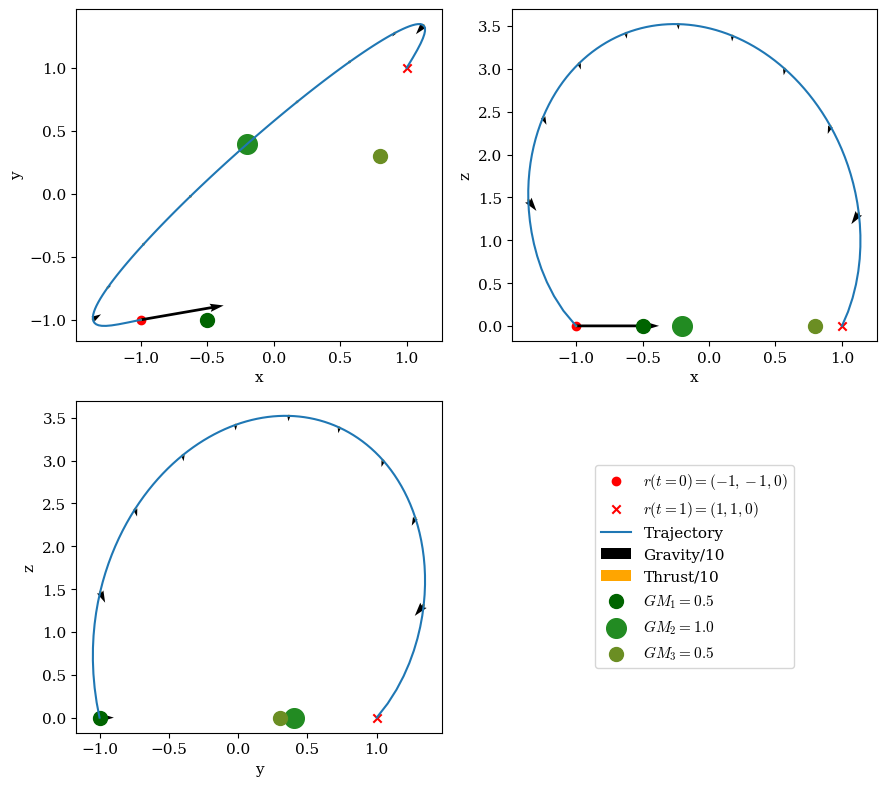 1.0
0.5
0.0
−0.5
−1.0
y
−1.0 −0.5 0.0 0.5 1.0
x
3.5
3.0
2.5
2.0
1.5
1.0
0.5
0.0
z
−1.0 −0.5 0.0 0.5 1.0
x
3.5
3.0
2.5
2.0
1.5
1.0
0.5
0.0
z
−1.0 −0.5 0.0 0.5 1.0
y
r(t = 0) = (−1, −1, 0)
r(t = 1) = (1, 1, 0)
Trajectory
Gravity/10
Thrust/10
GM₁ = 0.5
GM₂ = 1.0
GM₃ = 0.5